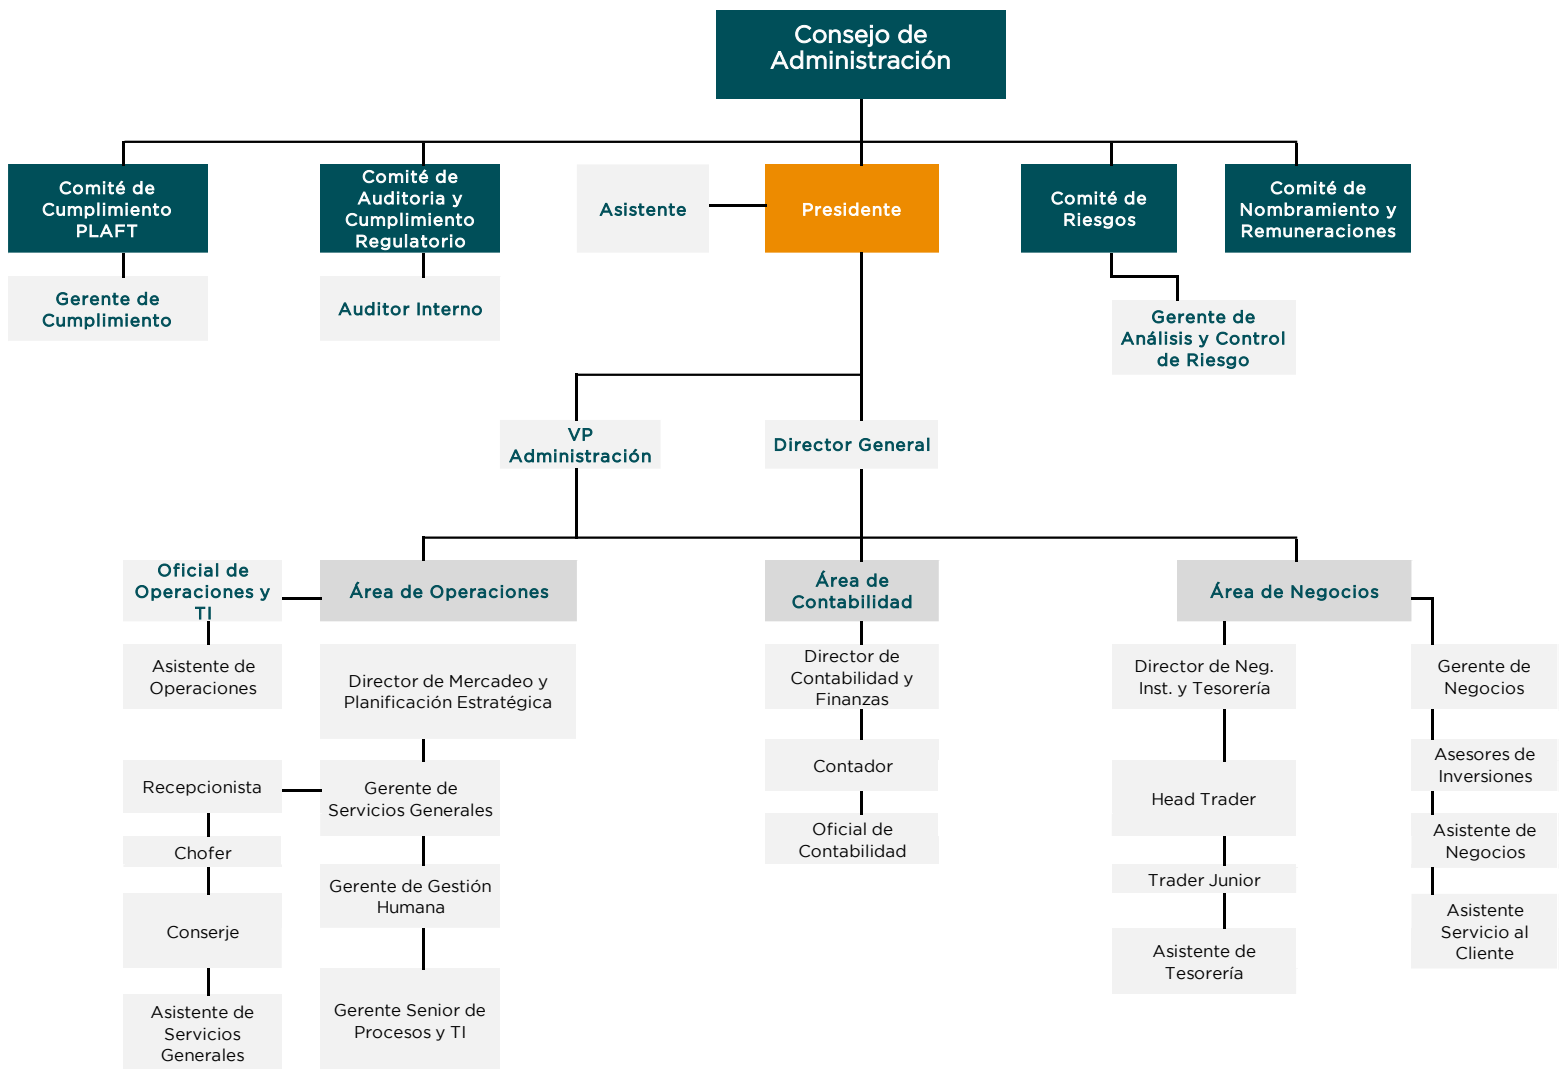 Consejo de
Administración
Comité de
Cumplimiento
PLAFT
Comité de
Auditoria y
Cumplimiento
Regulatorio
Asistente
Presidente
Comité de
Riesgos
Comité de
Nombramiento y
Remuneraciones
Gerente de
Cumplimiento
Auditor Interno
Gerente de
Análisis y Control
de Riesgo
VP
Administración
Director General
Oficial de
Operaciones y
TI
Área de Operaciones
Área de
Contabilidad
Área de Negocios
Asistente de
Operaciones
Director de Mercadeo y
Planificación Estratégica
Director de
Contabilidad y
Finanzas
Director de Neg.
Inst. y Tesorería
Gerente de
Negocios
Recepcionista
Gerente de
Servicios Generales
Contador
Head Trader
Asesores de
Inversiones
Chofer
Gerente de Gestión
Humana
Oficial de
Contabilidad
Trader Junior
Asistente de
Negocios
Conserje
Asistente de
Tesorería
Asistente
Servicio al
Cliente
Asistente de
Servicios
Generales
Gerente Senior de
Procesos y TI